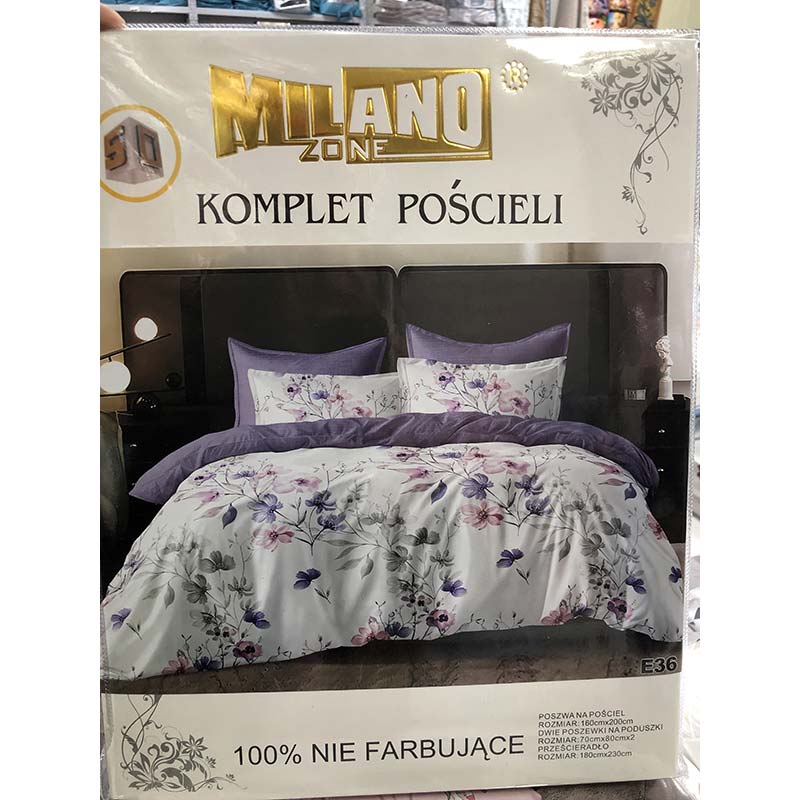 MILANO
ZONE
®
5D
KOMPLET POŚCIELI
E36
100% NIE FARBUJĄCE
POSZWA NA POŚCIEL
ROZMIAR:160cmx200cm
DWIE POSZEWKI NA PODUSZKI
ROZMIAR:70cmx80cmx2
PRZEŚCIERADŁO
ROZMIAR:180cmx230cm